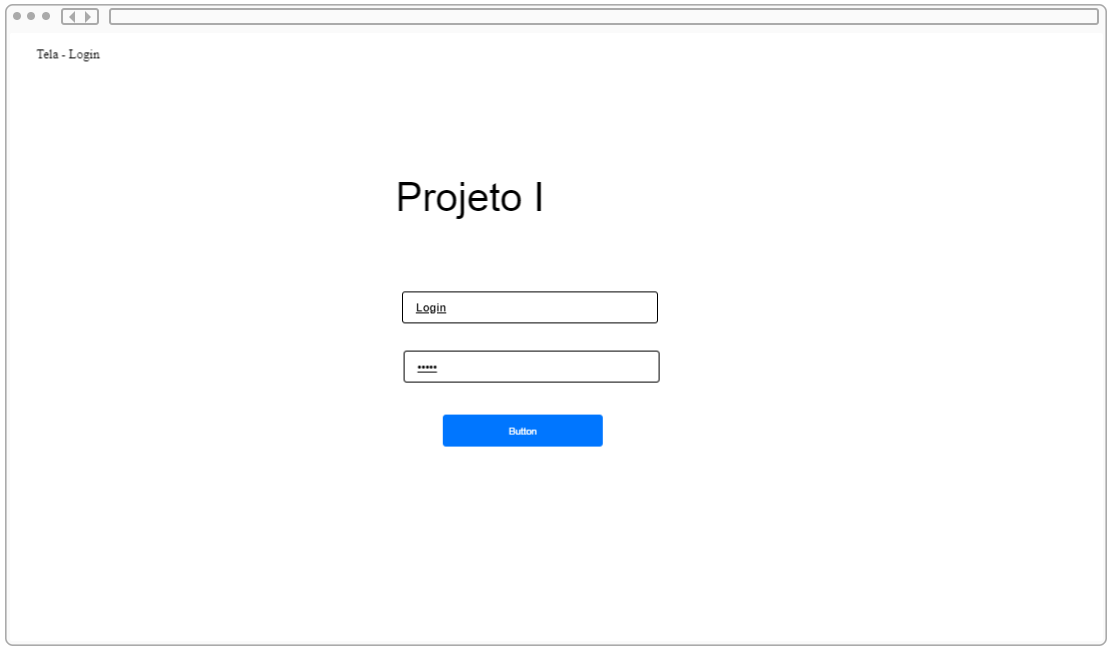 Tela - Login
Projeto I
Login
•••••
Button